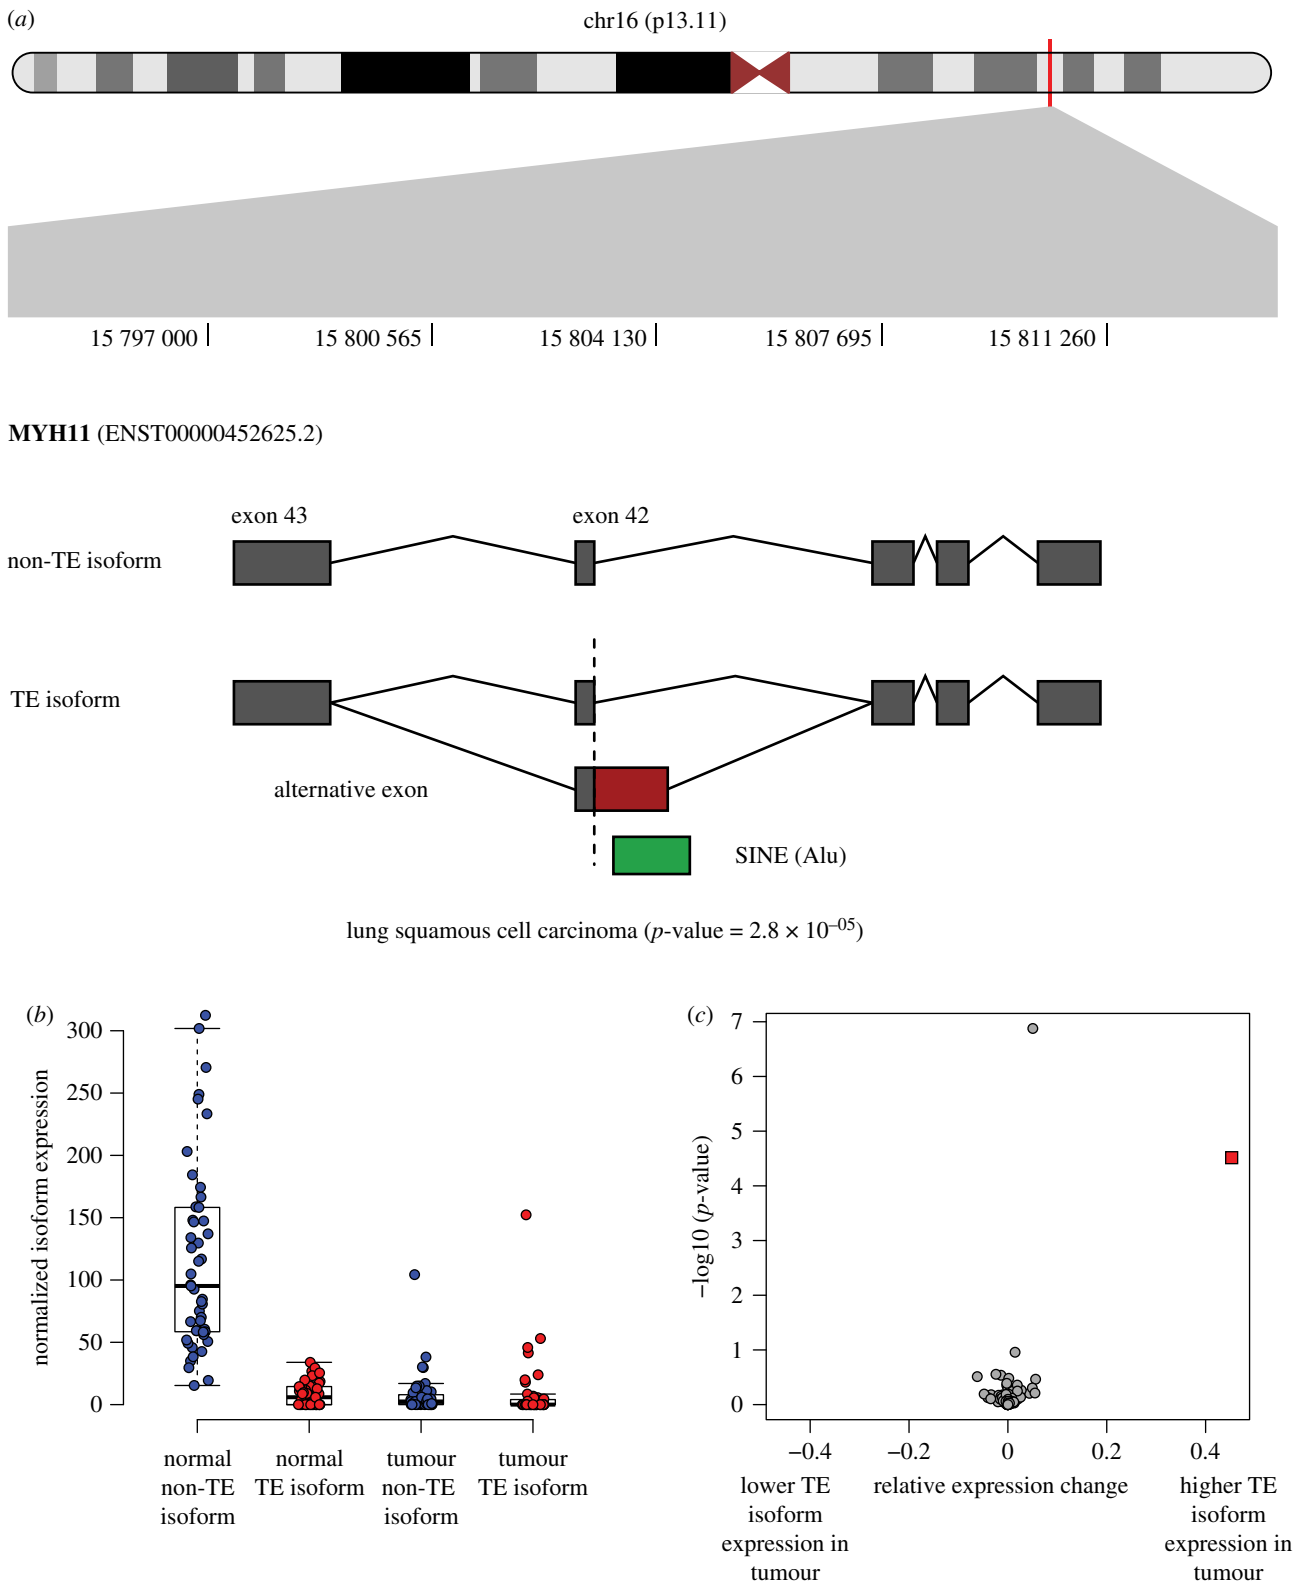 (a)
chr16 (p13.11)
15 797 000
15 800 565
15 804 130
15 807 695
15 811 260
MYH11 (ENST00000452625.2)
exon 43
exon 42
non-TE isoform
TE isoform
alternative exon
SINE (Alu)
lung squamous cell carcinoma (p-value = 2.8 × 10⁻⁰⁵)
(b)
normalized isoform expression
300
250
200
150
100
50
0
normal
non-TE
isoform
normal
TE isoform
tumour
non-TE
isoform
tumour
TE isoform
(c)
−log10 (p-value)
7
6
5
4
3
2
1
0
−0.4
−0.2
0
0.2
0.4
lower TE
isoform
expression in
tumour
relative expression change
higher TE
isoform
expression in
tumour